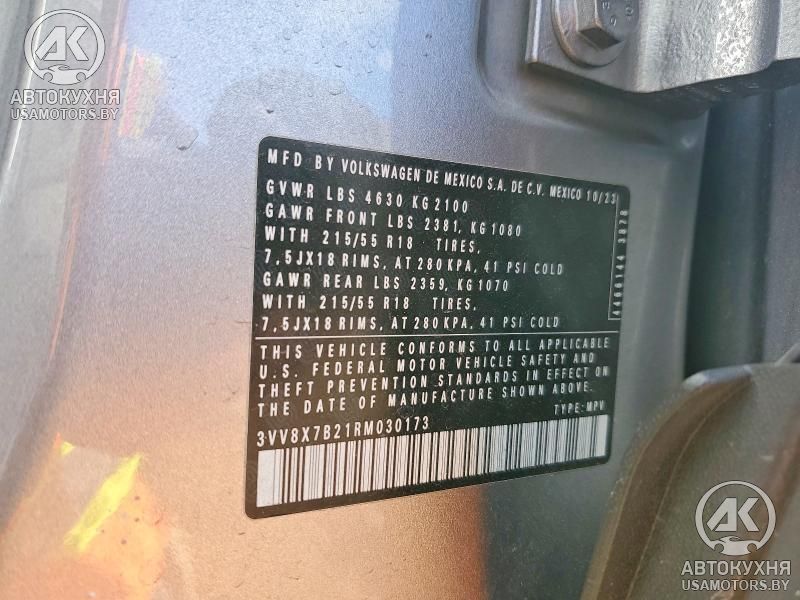 AK
АВТОКУХНЯ
USAMOTORS.BY
MFD BY VOLKSWAGEN DE MEXICO S.A. DE C.V. MEXICO 10/23
GVWR LBS 4630 KG 2100
GAWR FRONT LBS 2381, KG 1080
WITH 215/55 R18 TIRES,
7,5JX18 RIMS, AT 280 KPA, 41 PSI COLD
GAWR REAR LBS 2359, KG 1070
WITH 215/55 R18 TIRES,
7,5JX18 RIMS, AT 280 KPA, 41 PSI COLD
THIS VEHICLE CONFORMS TO ALL APPLICABLE
U.S. FEDERAL MOTOR VEHICLE SAFETY AND
THEFT PREVENTION STANDARDS IN EFFECT ON
THE DATE OF MANUFACTURE SHOWN ABOVE.
TYPE: MPV
3VV8X7B21RM030173
AK
АВТОКУХНЯ
USAMOTORS.BY